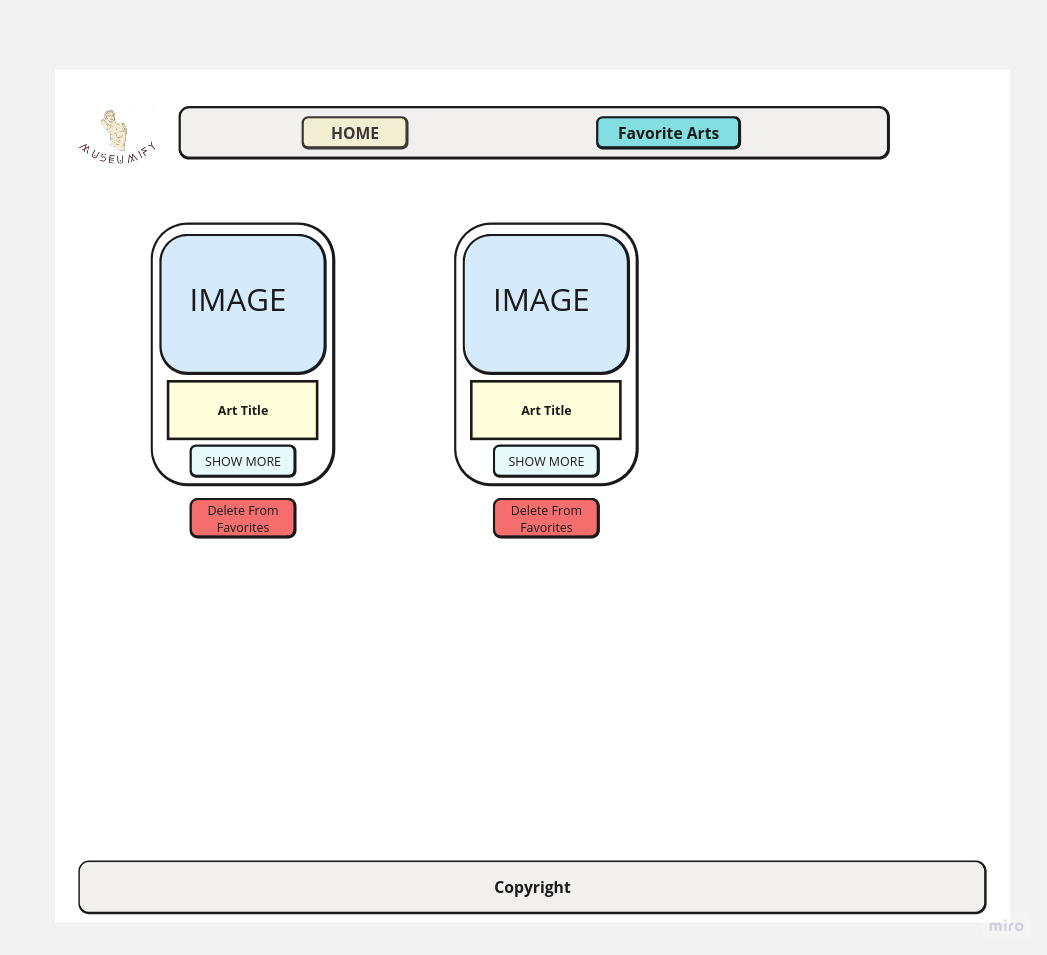 MUSEUMIFY
HOME
Favorite Arts
IMAGE
IMAGE
Art Title
Art Title
SHOW MORE
SHOW MORE
Delete From
Favorites
Delete From
Favorites
Copyright
miro